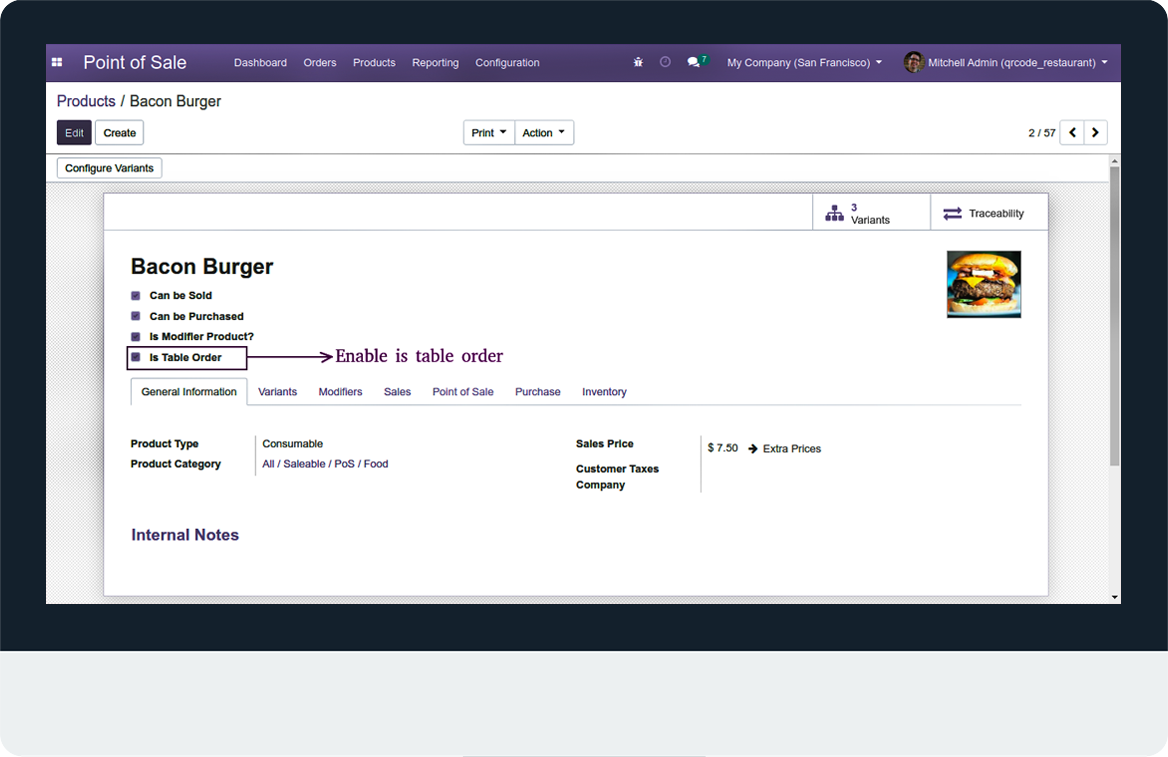 Point of Sale Dashboard Orders Products Reporting Configuration 7 My Company (San Francisco) Mitchell Admin (qrcode_restaurant)
Products / Bacon Burger
Edit Create Print Action 2 / 57
Configure Variants
3
Variants
Traceability
Bacon Burger
Can be Sold
Can be Purchased
Is Modifier Product?
Is Table Order Enable is table order
General Information Variants Modifiers Sales Point of Sale Purchase Inventory
Product Type Consumable
Product Category All / Saleable / PoS / Food
Sales Price $ 7.50 Extra Prices
Customer Taxes
Company
Internal Notes